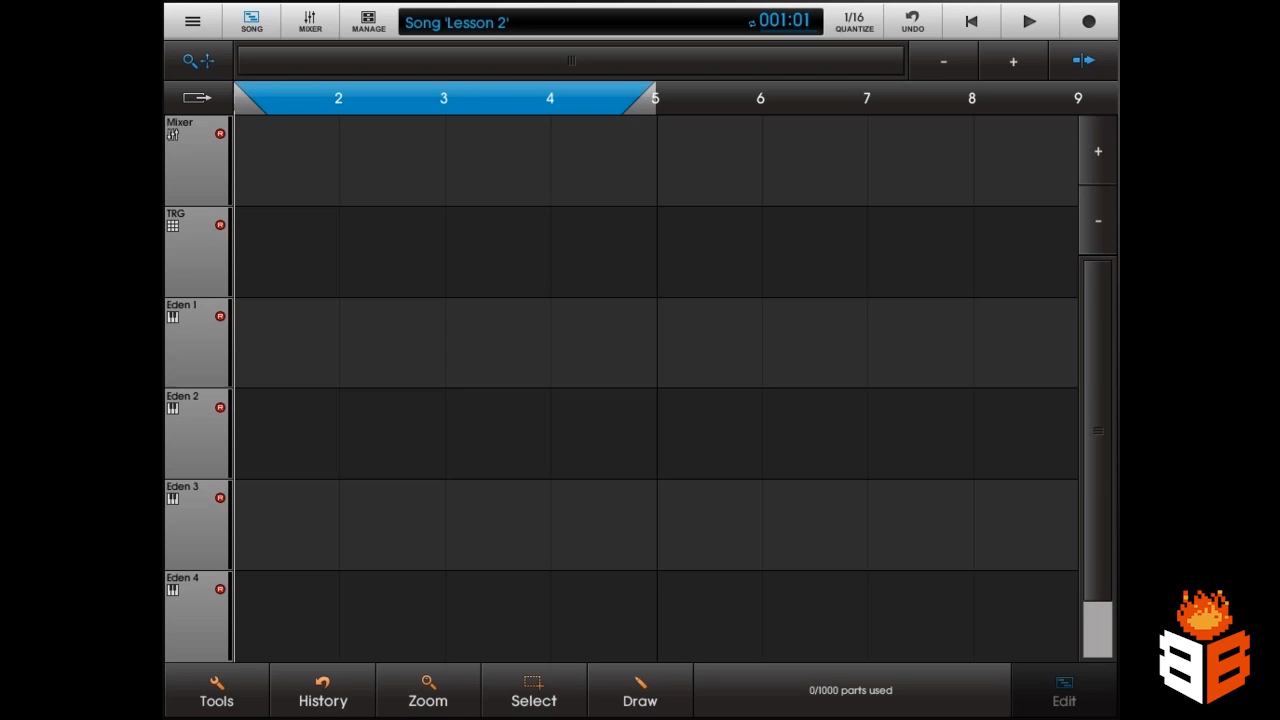 SONG
MIXER
MANAGE
Song 'Lesson 2'
001:01
1/16
QUANTIZE
UNDO
-
+
2 3 4 5 6 7 8 9
Mixer
R
+
TRG
R
-
Eden 1
R
Eden 2
R
Eden 3
R
Eden 4
R
Tools
History
Zoom
Select
Draw
0/1000 parts used
Edit
BB